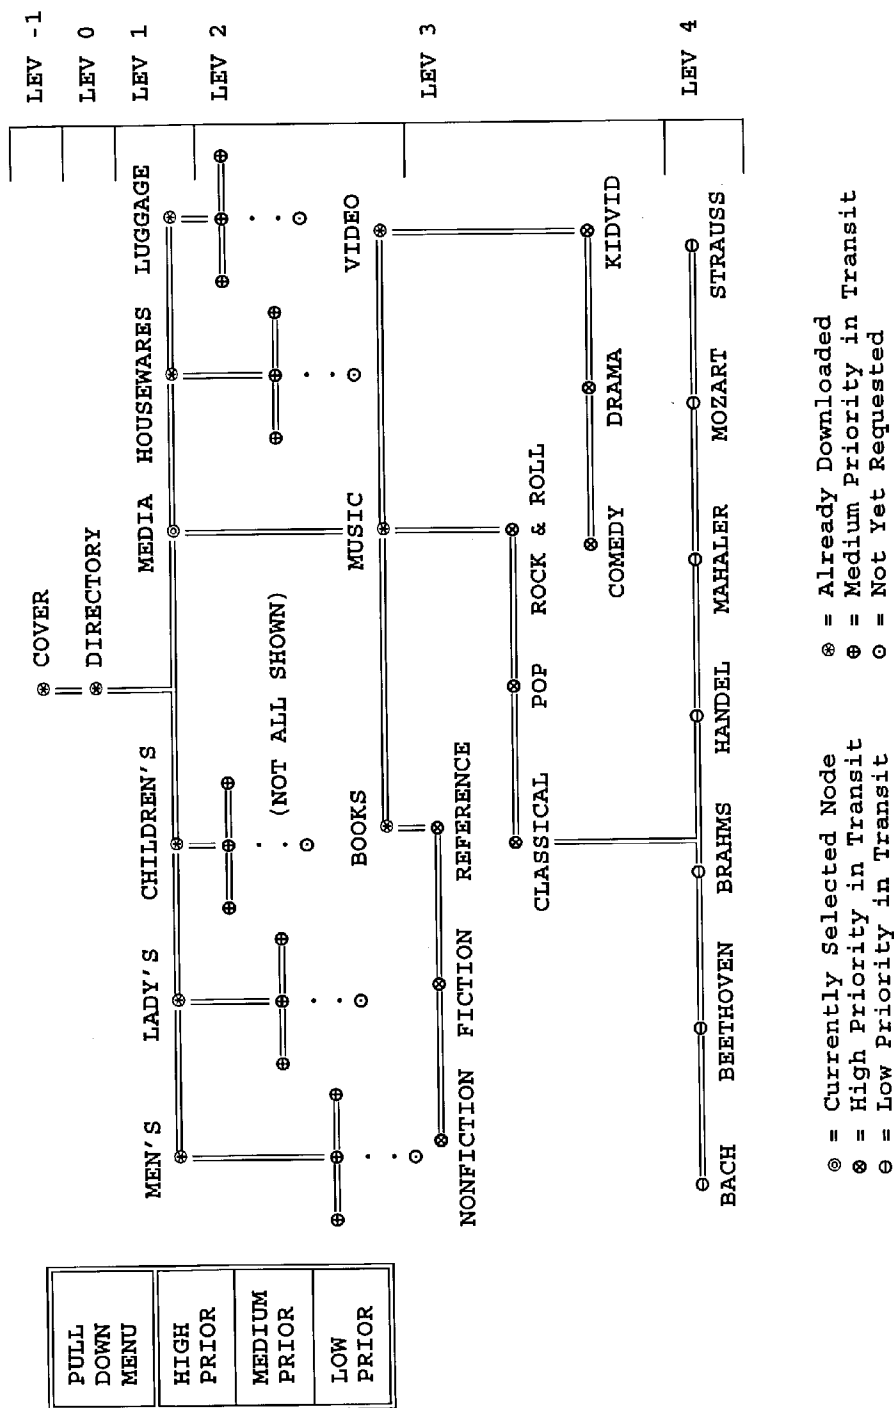 LEV -1
LEV 0
LEV 1
LEV 2
LEV 3
LEV 4
COVER
DIRECTORY
MEN'S
LADY'S
CHILDREN'S
MEDIA
HOUSEWARES
LUGGAGE
(NOT ALL SHOWN)
BOOKS
MUSIC
VIDEO
NONFICTION
FICTION
REFERENCE
CLASSICAL
POP
ROCK & ROLL
COMEDY
DRAMA
KIDVID
BACH
BEETHOVEN
BRAHMS
HANDEL
MAHALER
MOZART
STRAUSS
PULL
DOWN
MENU
HIGH
PRIOR
MEDIUM
PRIOR
LOW
PRIOR
◎ = Currently Selected Node
⊗ = High Priority in Transit
⊖ = Low Priority in Transit
⊛ = Already Downloaded
⊕ = Medium Priority in Transit
⊙ = Not Yet Requested